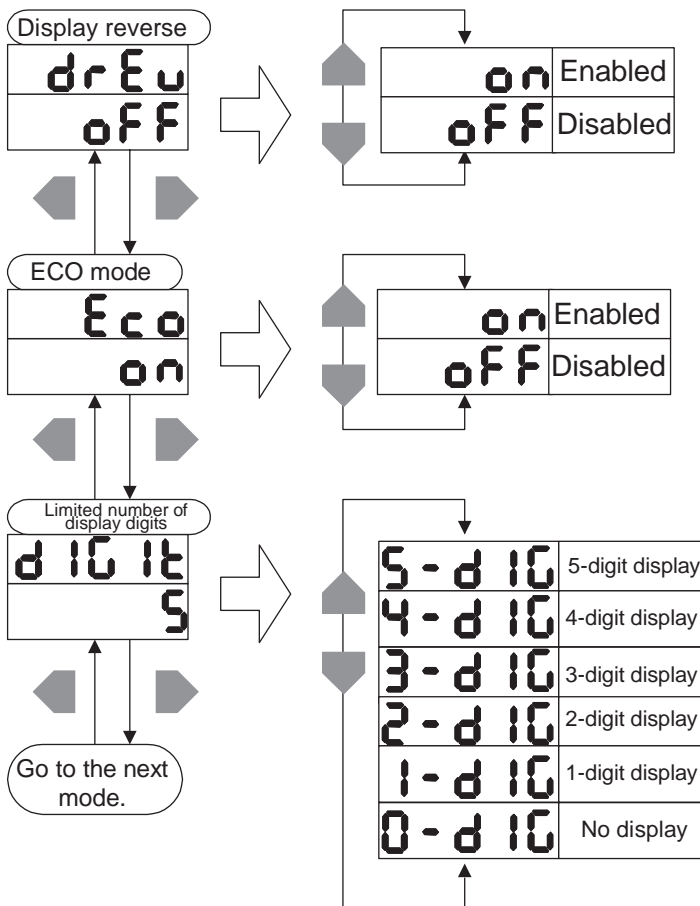 Display reverse
drEv
oFF
on Enabled
oFF Disabled
ECO mode
Eco
on
on Enabled
oFF Disabled
Limited number of
display digits
dIGIt
5
5-dIG 5-digit display
4-dIG 4-digit display
3-dIG 3-digit display
2-dIG 2-digit display
1-dIG 1-digit display
0-dIG No display
Go to the next
mode.